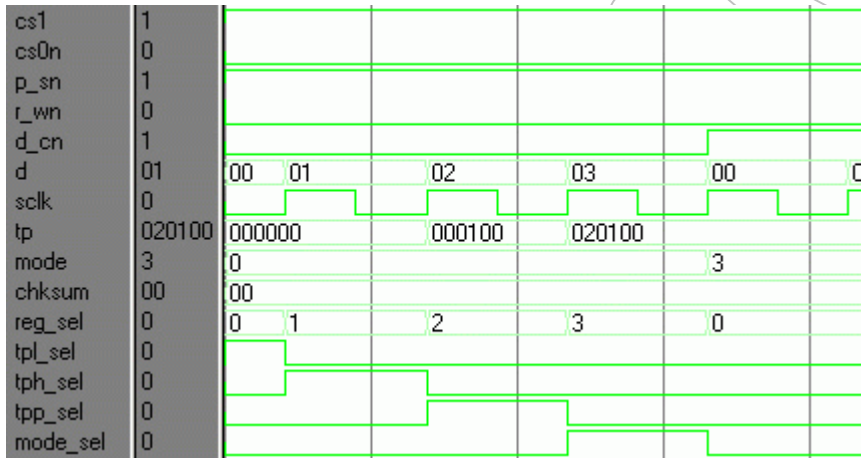 cs1 1
cs0n 0
p_sn 1
r_wn 0
d_cn 1
d 01 00 01 02 03 00
sclk 0
tp 020100 000000 000100 020100
mode 3 0 3
chksum 00 00
reg_sel 0 0 1 2 3 0
tpl_sel 0
tph_sel 0
tpp_sel 0
mode_sel 0